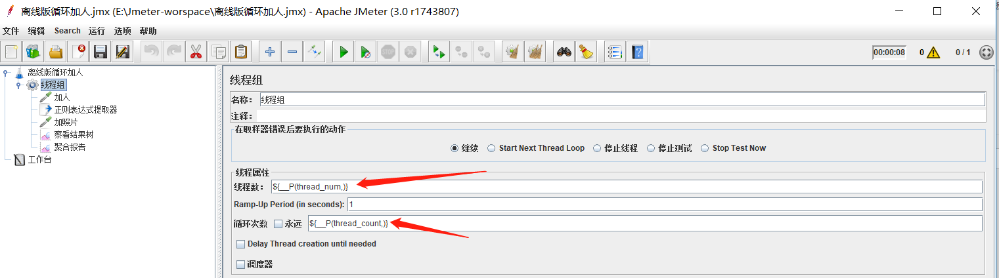 离线版循环加人.jmx (E:\Jmeter-worspace\离线版循环加人.jmx) - Apache JMeter (3.0 r1743807)
文件 编辑 Search 运行 选项 帮助
00:00:08 0 0 / 1
离线版循环加人
线程组
加人
正则表达式提取器
加照片
察看结果树
聚合报告
工作台
线程组
名称： 线程组
注释：
在取样器错误后要执行的动作
继续 Start Next Thread Loop 停止线程 停止测试 Stop Test Now
线程属性
线程数： ${__P(thread_num,)}
Ramp-Up Period (in seconds): 1
循环次数 永远 ${__P(thread_count,)}
Delay Thread creation until needed
调度器